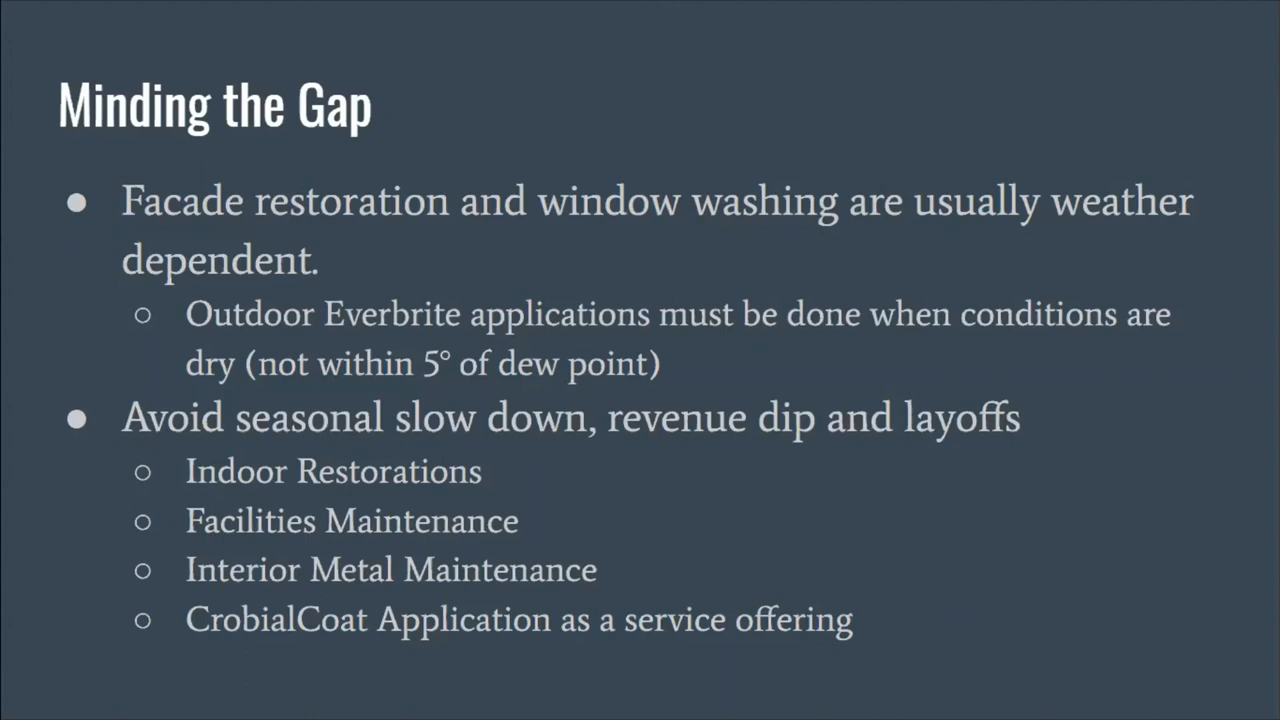 Minding the Gap
● Facade restoration and window washing are usually weather
dependent.
○ Outdoor Everbrite applications must be done when conditions are
dry (not within 5° of dew point)
● Avoid seasonal slow down, revenue dip and layoffs
○ Indoor Restorations
○ Facilities Maintenance
○ Interior Metal Maintenance
○ CrobialCoat Application as a service offering